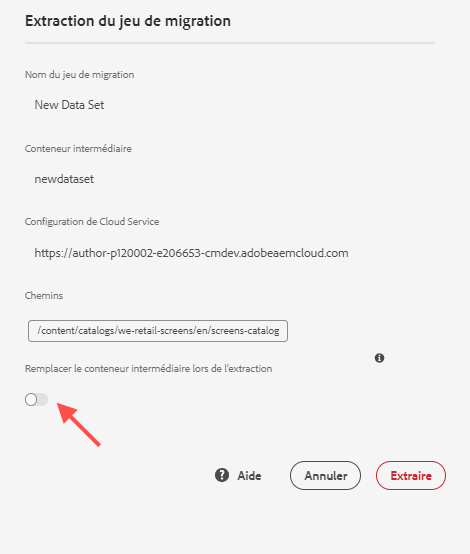 Extraction du jeu de migration
Nom du jeu de migration
New Data Set
Conteneur intermédiaire
newdataset
Configuration de Cloud Service
https://author-p120002-e206653-cmdev.adobeaemcloud.com
Chemins
/content/catalogs/we-retail-screens/en/screens-catalog
Remplacer le conteneur intermédiaire lors de l'extraction
Aide Annuler Extraire